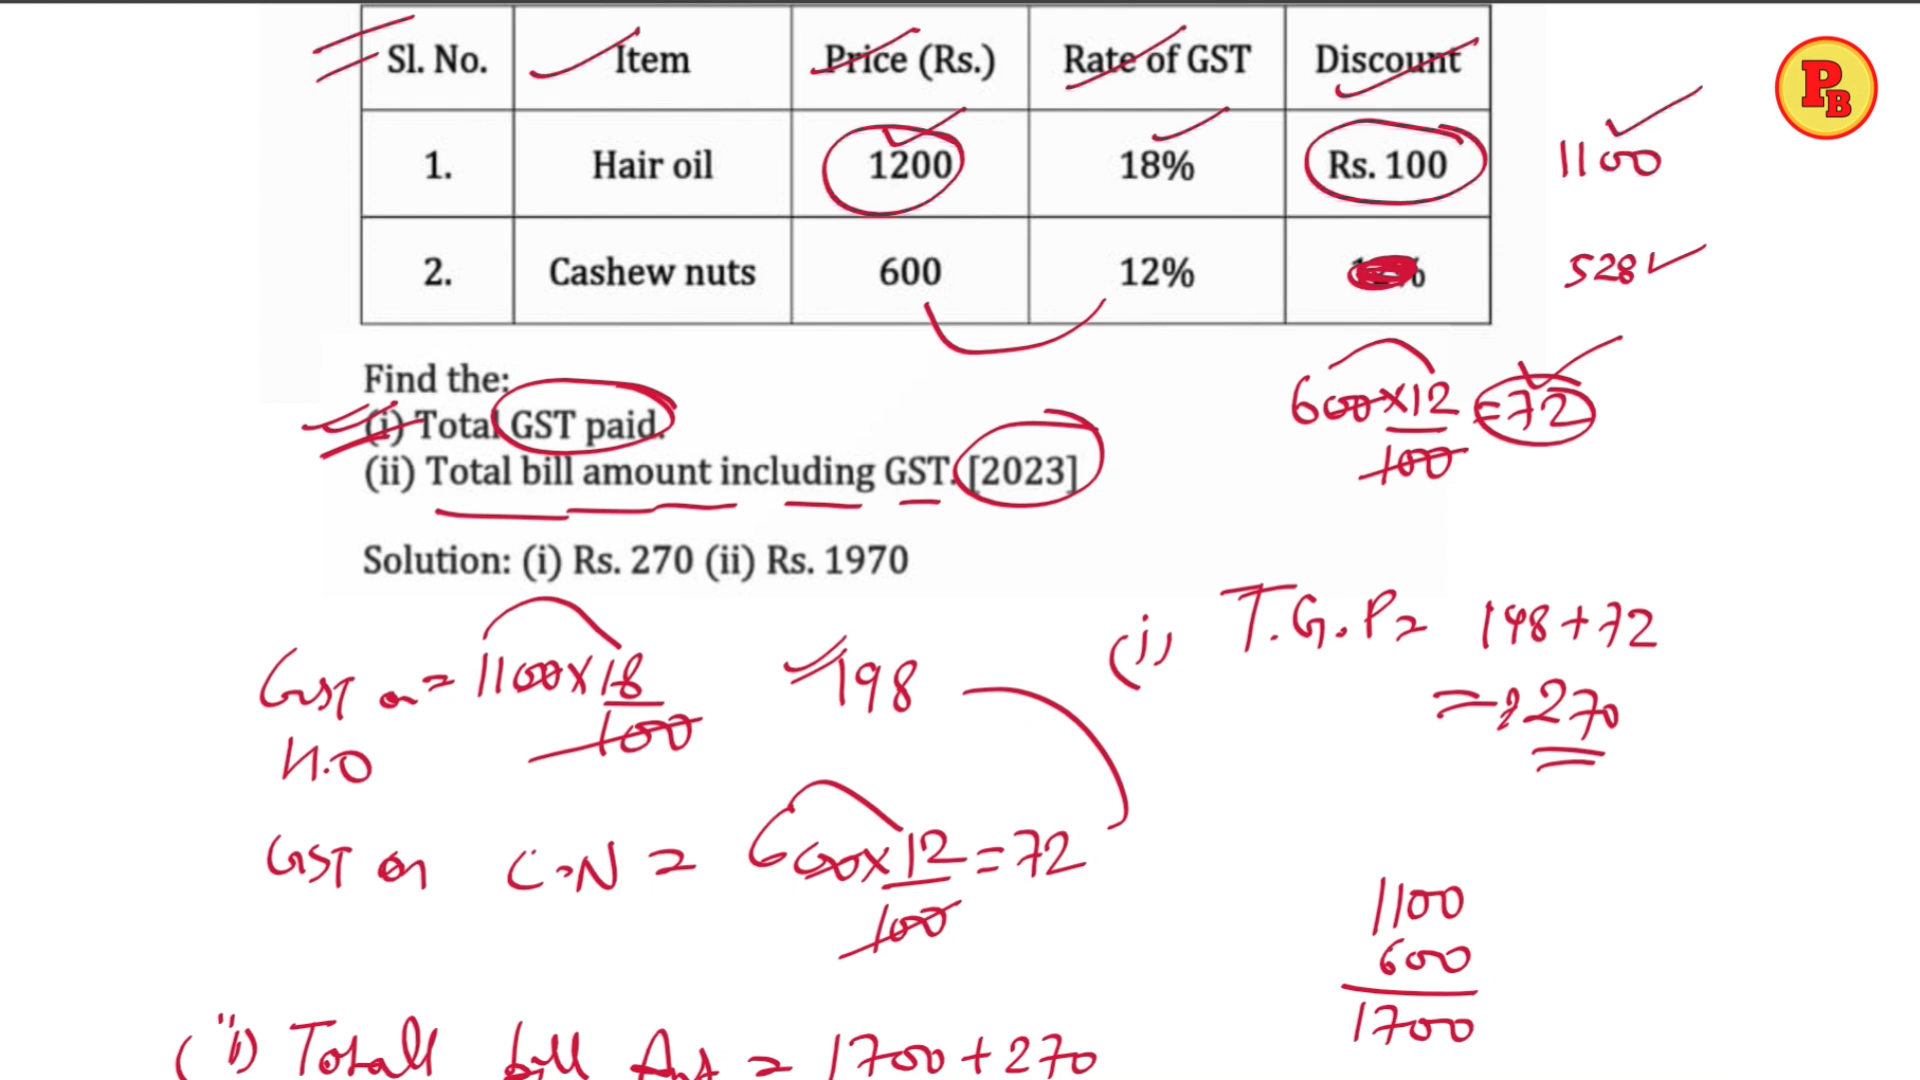 Sl. No. Item Price (Rs.) Rate of GST Discount
1. Hair oil 1200 18% Rs. 100 1100
2. Cashew nuts 600 12% % 528
600×12/100 = 72
Find the:
(i) Total GST paid.
(ii) Total bill amount including GST. [2023]
Solution: (i) Rs. 270 (ii) Rs. 1970
GST on H.O = 1100×18/100 198
(i) T.G.P = 198+72
= 270
GST on C.N = 600×12/100 = 72
1100
600
1700
(ii) Totall bill Amt = 1700+270
PB